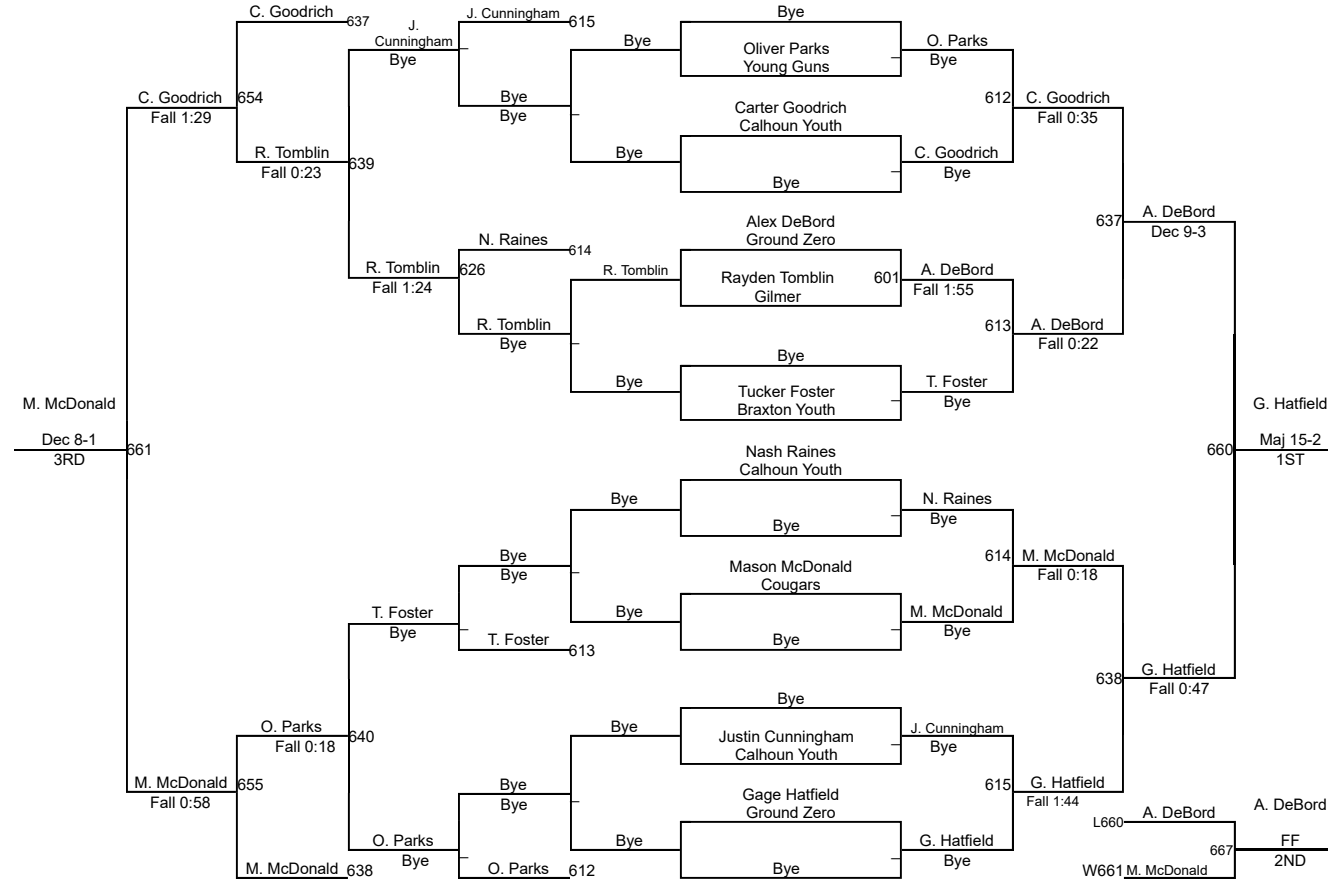 C. Goodrich
637
J.
Cunningham
Bye
J. Cunningham
615
Bye
Bye
Bye
Bye
Oliver Parks
Young Guns
O. Parks
Bye
C. Goodrich
Fall 1:29
654
Bye
Carter Goodrich
Calhoun Youth
Bye
C. Goodrich
Bye
612
C. Goodrich
Fall 0:35
R. Tomblin
Fall 0:23
639
N. Raines
614
Alex DeBord
Ground Zero
637
A. DeBord
Dec 9-3
R. Tomblin
Fall 1:24
626
R. Tomblin
Rayden Tomblin
Gilmer
601
A. DeBord
Fall 1:55
R. Tomblin
Bye
613
A. DeBord
Fall 0:22
Bye
Bye
Tucker Foster
Braxton Youth
T. Foster
Bye
M. McDonald
Dec 8-1
3RD
661
G. Hatfield
660
Maj 15-2
1ST
Nash Raines
Calhoun Youth
Bye
Bye
N. Raines
Bye
Bye
Bye
614
M. McDonald
Fall 0:18
Mason McDonald
Cougars
Bye
Bye
M. McDonald
Bye
T. Foster
Bye
T. Foster
613
638
G. Hatfield
Fall 0:47
Bye
Bye
Justin Cunningham
Calhoun Youth
J. Cunningham
Bye
O. Parks
Fall 0:18
640
M. McDonald
Fall 0:58
655
Bye
Bye
Gage Hatfield
Ground Zero
615
G. Hatfield
Fall 1:44
O. Parks
Bye
Bye
Bye
G. Hatfield
Bye
M. McDonald
638
O. Parks
612
L660
A. DeBord
A. DeBord
667
FF
2ND
W661
M. McDonald